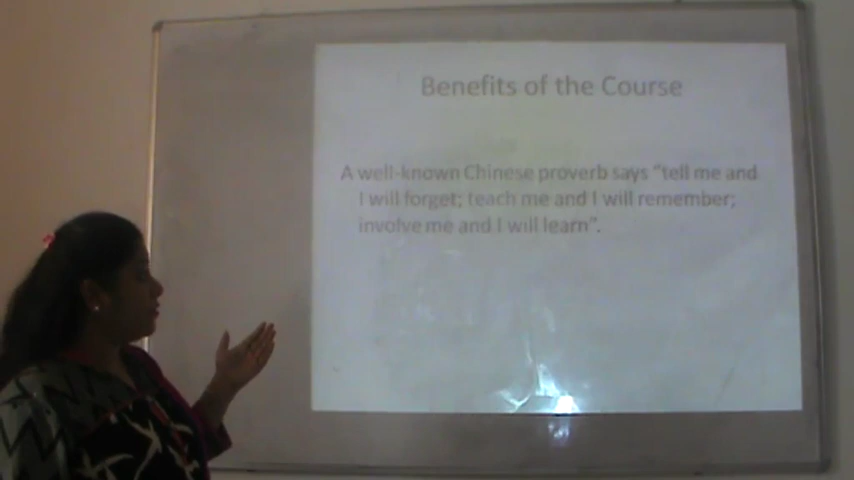 Benefits of the Course
A well-known Chinese proverb says “tell me and
I will forget; teach me and I will remember;
involve me and I will learn”.